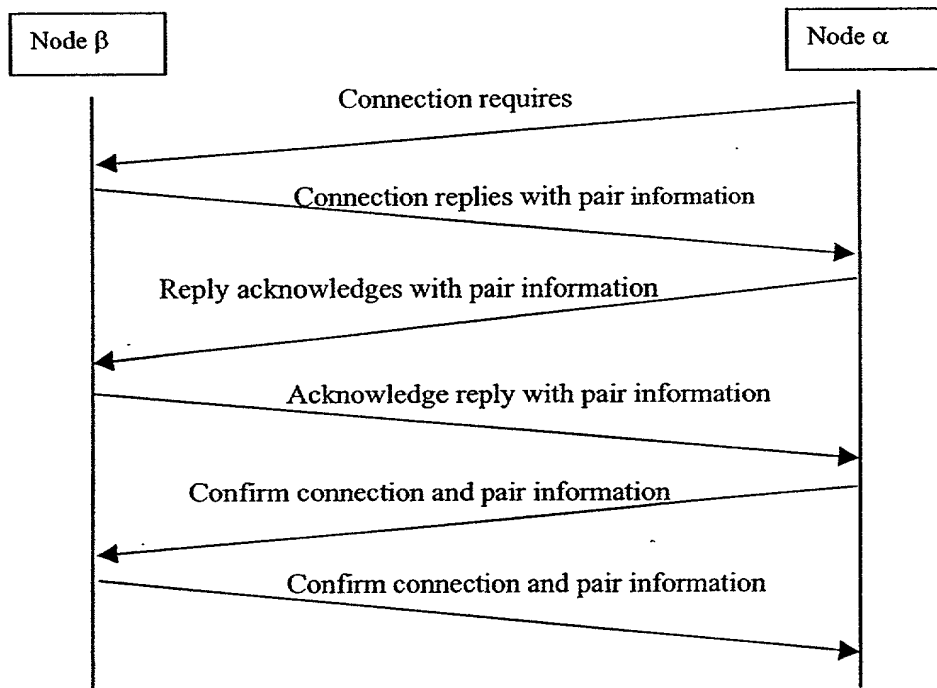 Node β
Node α
Connection requires
Connection replies with pair information
Reply acknowledges with pair information
Acknowledge reply with pair information
Confirm connection and pair information
Confirm connection and pair information